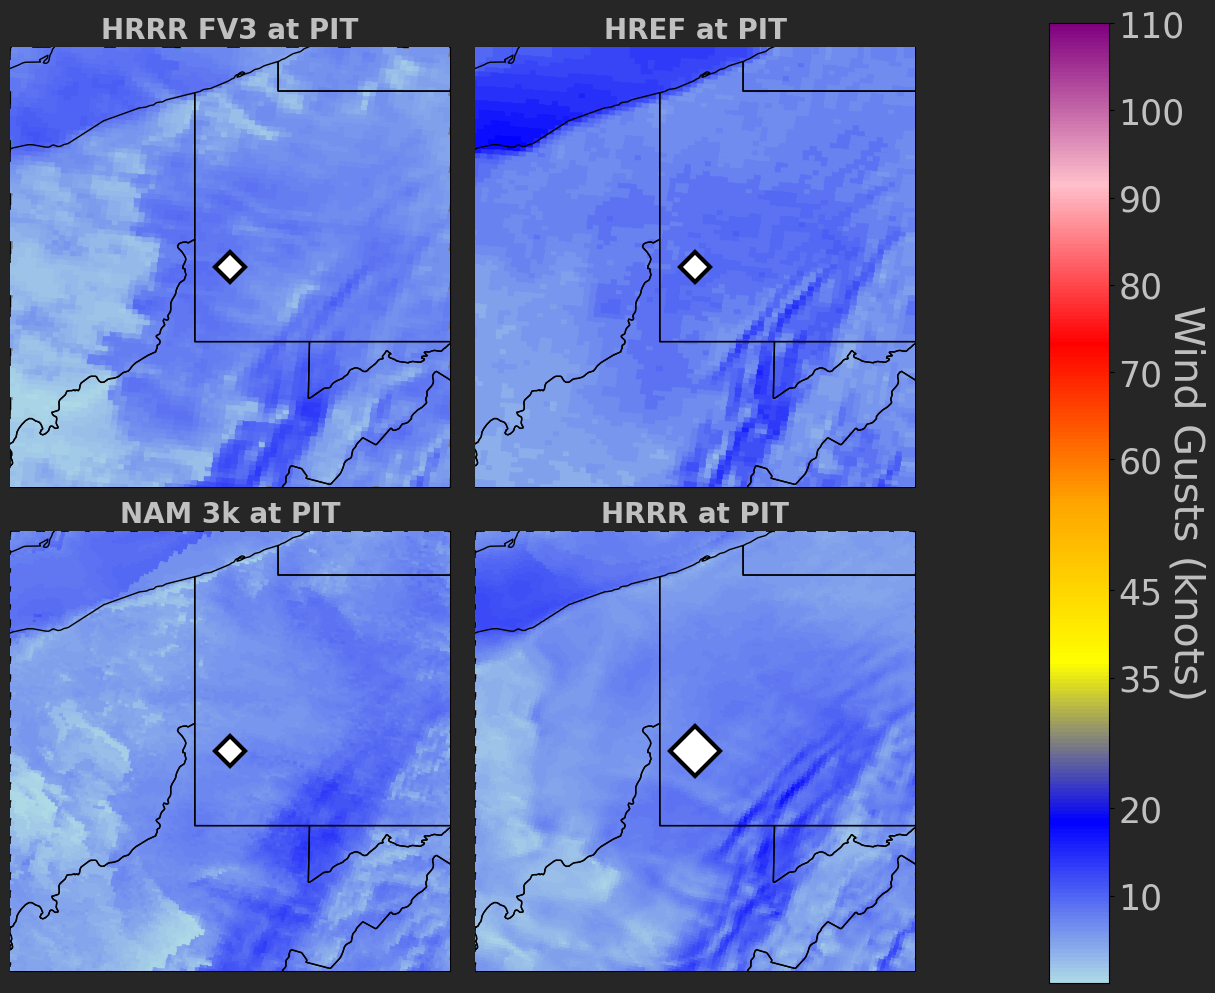 HRRR FV3 at PIT
HREF at PIT
NAM 3k at PIT
HRRR at PIT
110
100
90
80
70
60
45
35
20
10
Wind Gusts (knots)